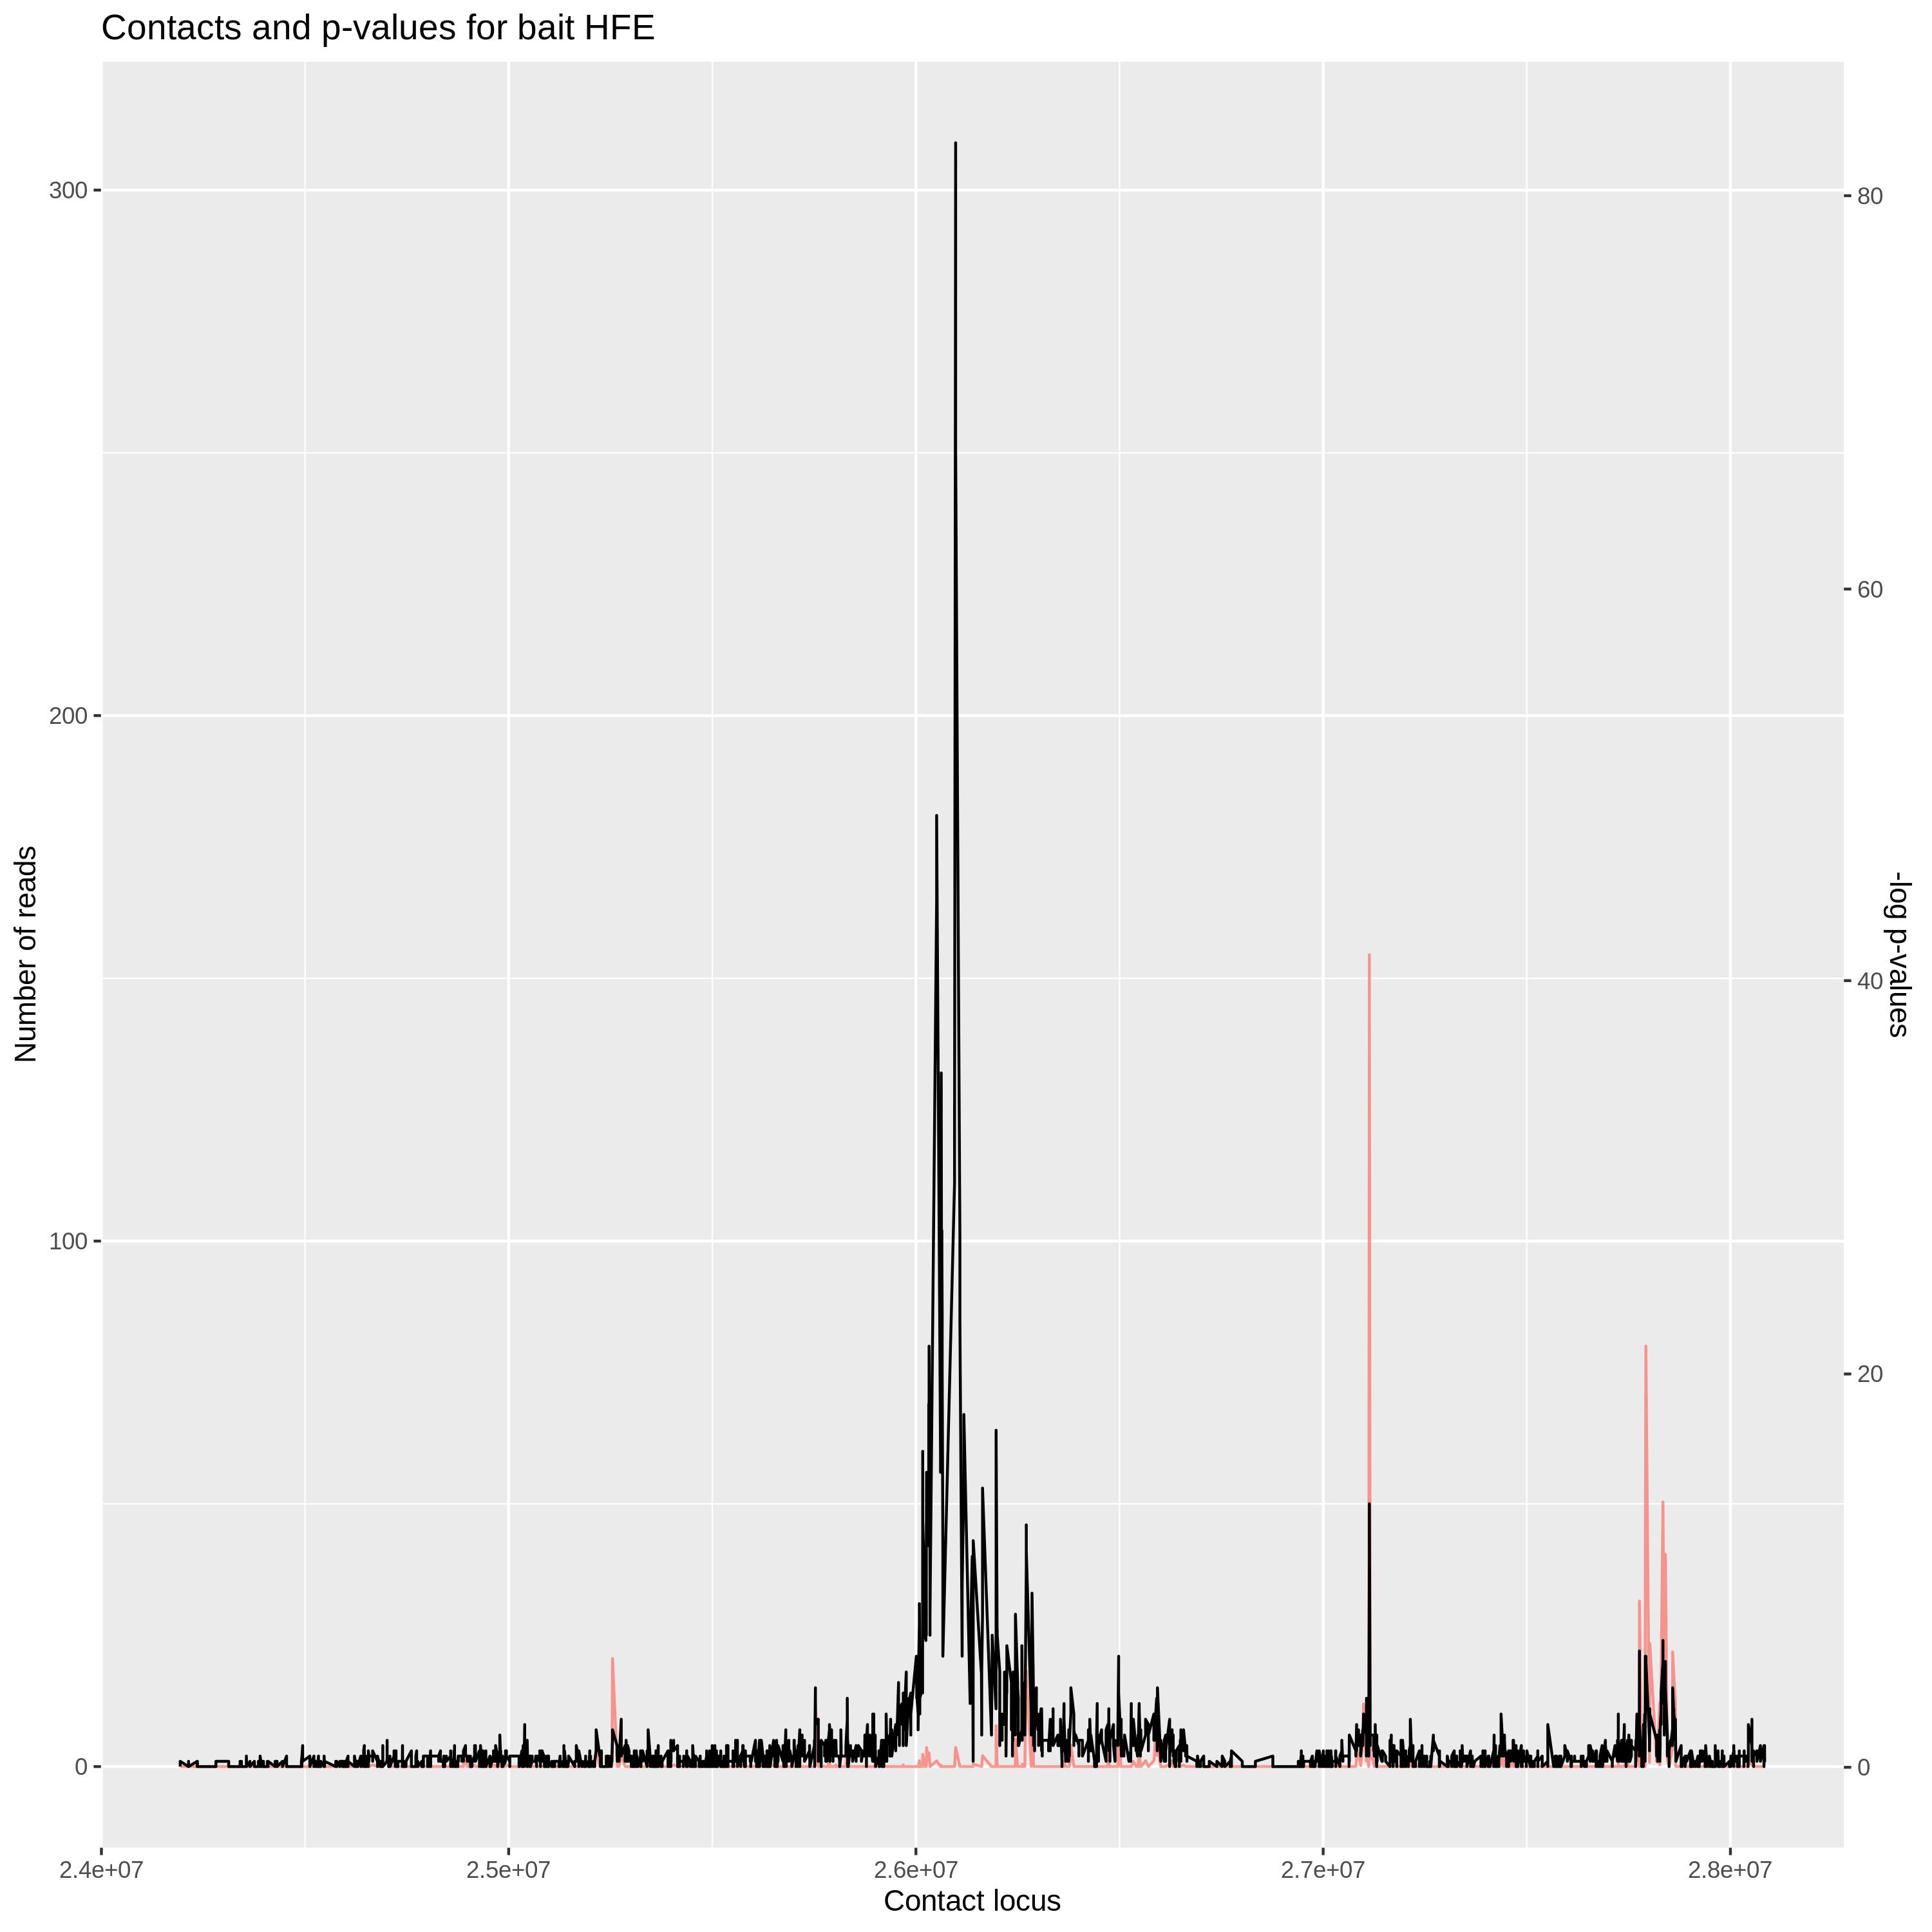 Contacts and p-values for bait HFE
300
200
100
0
Number of reads
80
60
40
20
0
-log p-values
2.4e+07
2.5e+07
2.6e+07
2.7e+07
2.8e+07
Contact locus